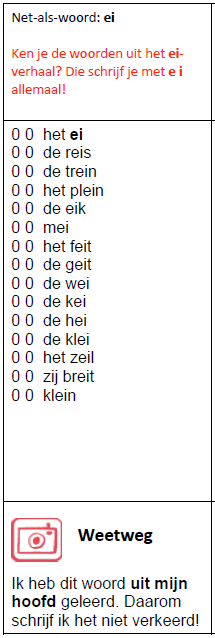 Net-als-woord: ei
Ken je de woorden uit het ei-
verhaal? Die schrijf je met e i
allemaal!
0 0 het ei
0 0 de reis
0 0 de trein
0 0 het plein
0 0 de eik
0 0 mei
0 0 het feit
0 0 de geit
0 0 de wei
0 0 de kei
0 0 de hei
0 0 de klei
0 0 het zeil
0 0 zij breit
0 0 klein
Weetweg
Ik heb dit woord uit mijn
hoofd geleerd. Daarom
schrijf ik het niet verkeerd!